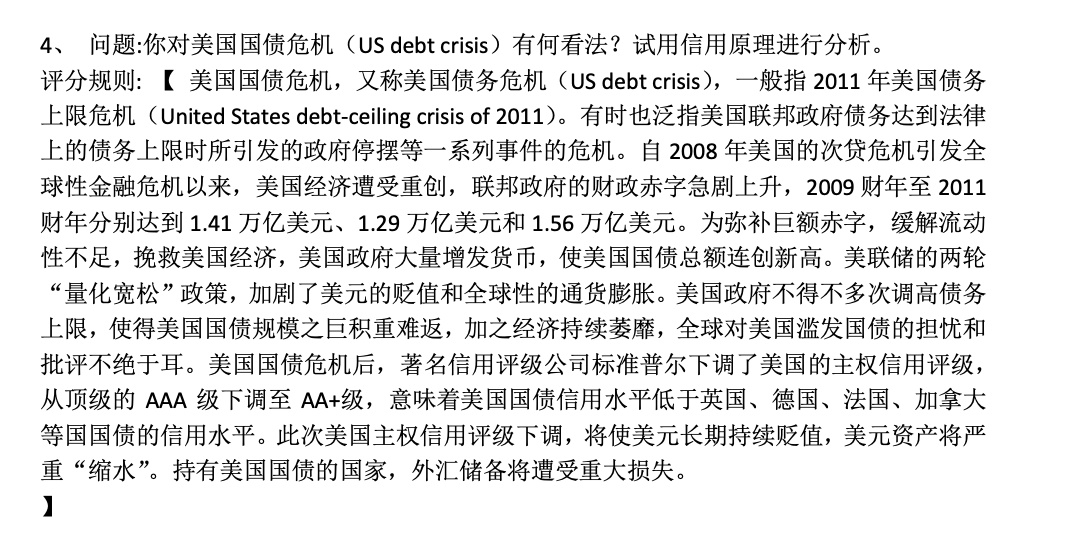 4、 问题:你对美国国债危机（US debt crisis）有何看法？试用信用原理进行分析。
评分规则: 【 美国国债危机，又称美国债务危机（US debt crisis），一般指 2011 年美国债务
上限危机（United States debt-ceiling crisis of 2011）。有时也泛指美国联邦政府债务达到法律
上的债务上限时所引发的政府停摆等一系列事件的危机。自 2008 年美国的次贷危机引发全
球性金融危机以来，美国经济遭受重创，联邦政府的财政赤字急剧上升，2009 财年至 2011
财年分别达到 1.41 万亿美元、1.29 万亿美元和 1.56 万亿美元。为弥补巨额赤字，缓解流动
性不足，挽救美国经济，美国政府大量增发货币，使美国国债总额连创新高。美联储的两轮
“量化宽松”政策，加剧了美元的贬值和全球性的通货膨胀。美国政府不得不多次调高债务
上限，使得美国国债规模之巨积重难返，加之经济持续萎靡，全球对美国滥发国债的担忧和
批评不绝于耳。美国国债危机后，著名信用评级公司标准普尔下调了美国的主权信用评级，
从顶级的 AAA 级下调至 AA+级，意味着美国国债信用水平低于英国、德国、法国、加拿大
等国国债的信用水平。此次美国主权信用评级下调，将使美元长期持续贬值，美元资产将严
重“缩水”。持有美国国债的国家，外汇储备将遭受重大损失。
】